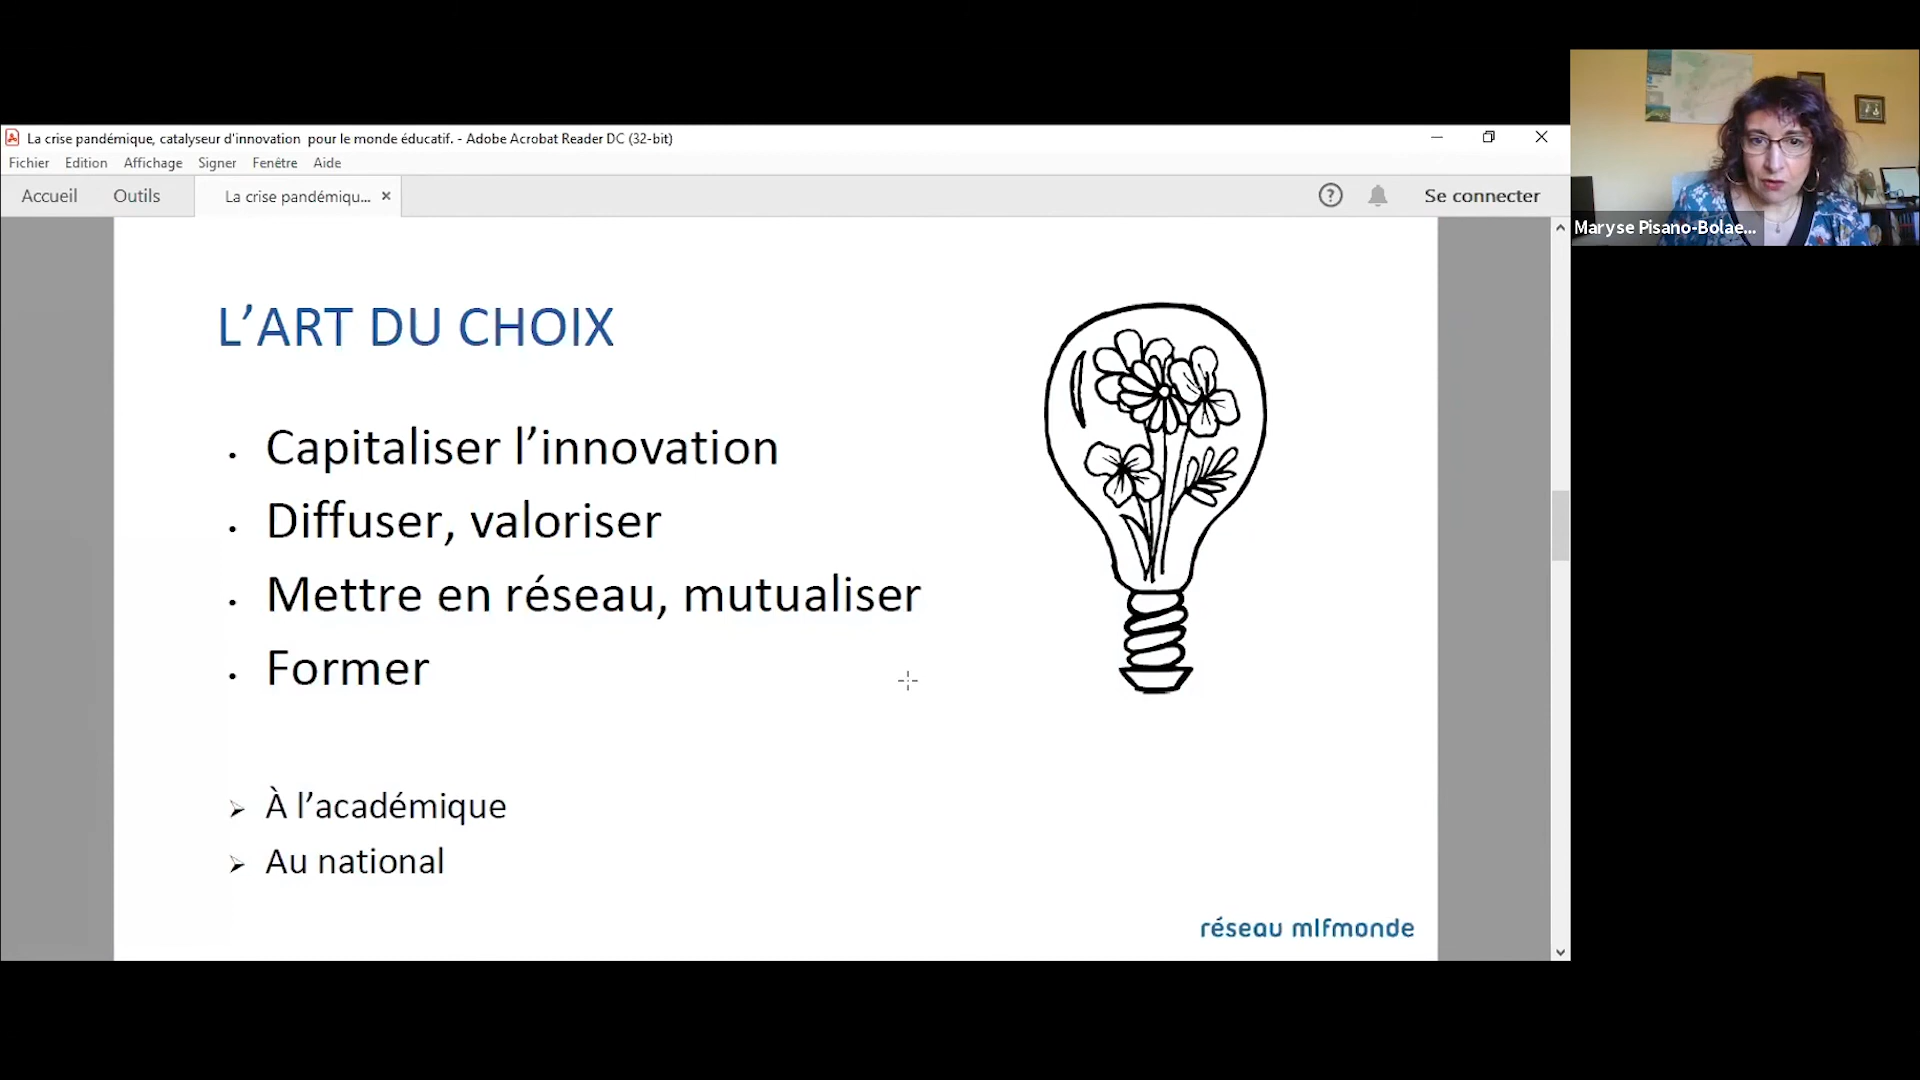 La crise pandémique, catalyseur d'innovation pour le monde éducatif. - Adobe Acrobat Reader DC (32-bit)
Fichier Edition Affichage Signer Fenêtre Aide
Accueil Outils La crise pandémiqu... × Se connecter
Maryse Pisano-Bolae...
L’ART DU CHOIX
• Capitaliser l’innovation
• Diffuser, valoriser
• Mettre en réseau, mutualiser
• Former
➢ À l’académique
➢ Au national
réseau mlfmonde